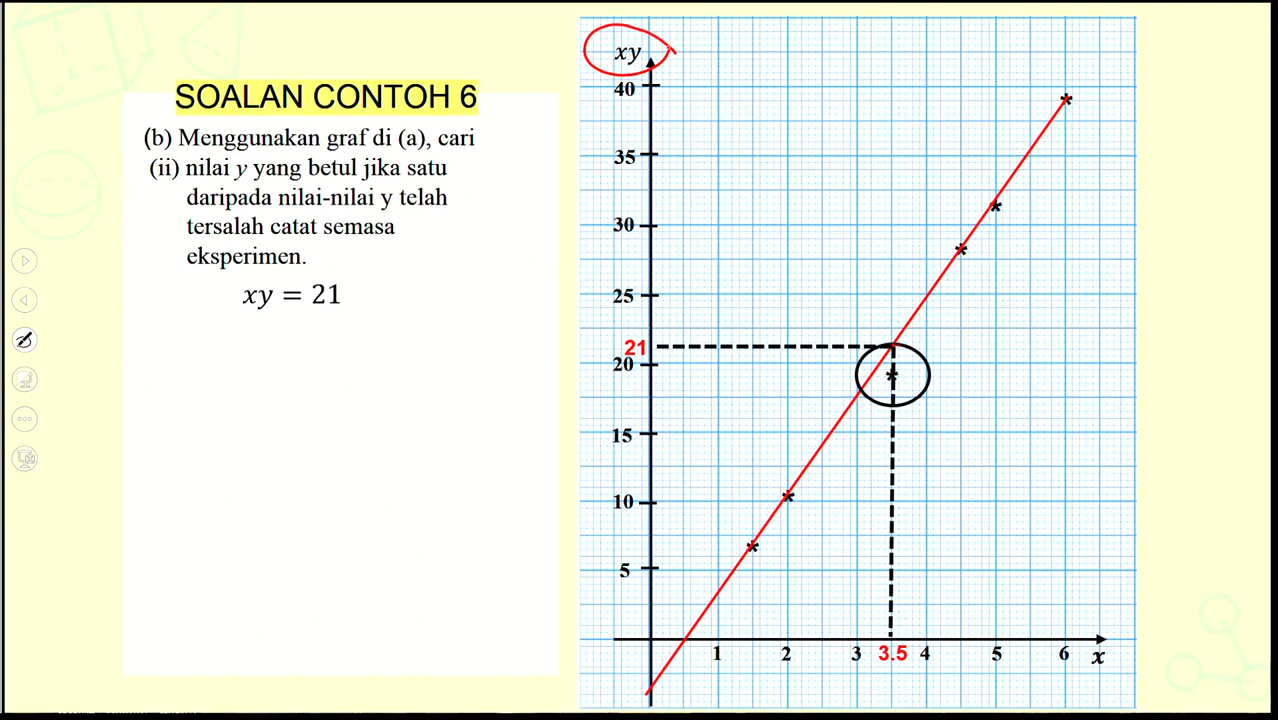 SOALAN CONTOH 6
(b) Menggunakan graf di (a), cari
(ii) nilai y yang betul jika satu
daripada nilai-nilai y telah
tersalah catat semasa
eksperimen.
xy = 21
xy
40
35
30
25
21
20
15
10
5
1 2 3 3.5 4 5 6 x